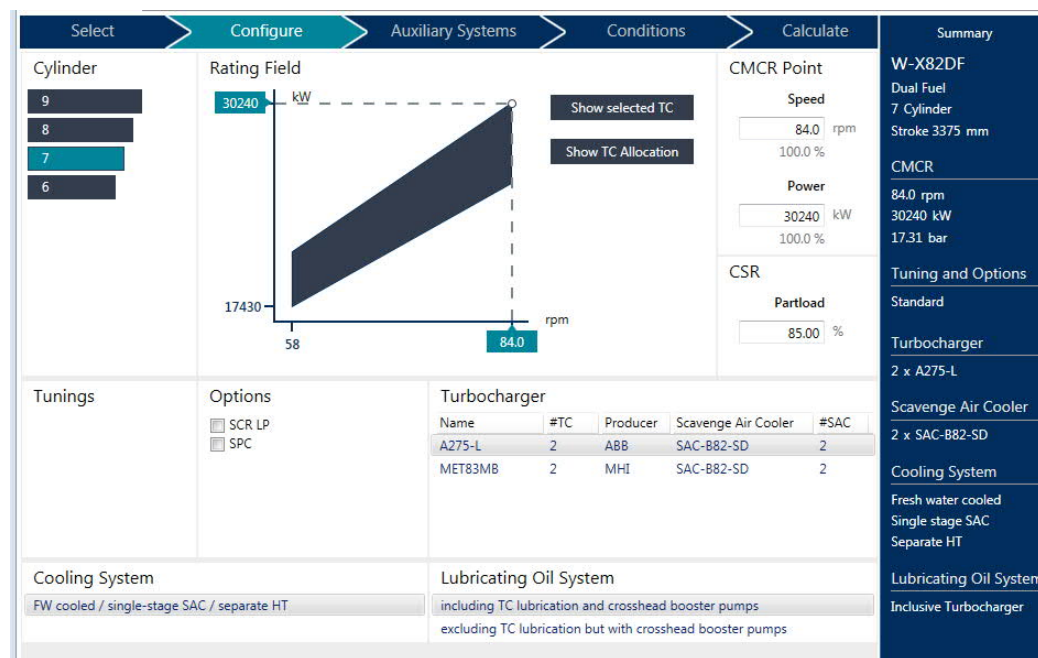 Select
Configure
Auxiliary Systems
Conditions
Calculate
Cylinder
9
8
7
6
Rating Field
30240
kW
17430
58
84.0
rpm
Show selected TC
Show TC Allocation
CMCR Point
Speed
84.0 rpm
100.0 %
Power
30240 kW
100.0 %
CSR
Partload
85.00 %
Tunings
Options
SCR LP
SPC
Turbocharger
Name #TC Producer Scavenge Air Cooler #SAC
A275-L 2 ABB SAC-B82-SD 2
MET83MB 2 MHI SAC-B82-SD 2
Cooling System
FW cooled / single-stage SAC / separate HT
Lubricating Oil System
including TC lubrication and crosshead booster pumps
excluding TC lubrication but with crosshead booster pumps
Summary
W-X82DF
Dual Fuel
7 Cylinder
Stroke 3375 mm
CMCR
84.0 rpm
30240 kW
17.31 bar
Tuning and Options
Standard
Turbocharger
2 x A275-L
Scavenge Air Cooler
2 x SAC-B82-SD
Cooling System
Fresh water cooled
Single stage SAC
Separate HT
Lubricating Oil System
Inclusive Turbocharger